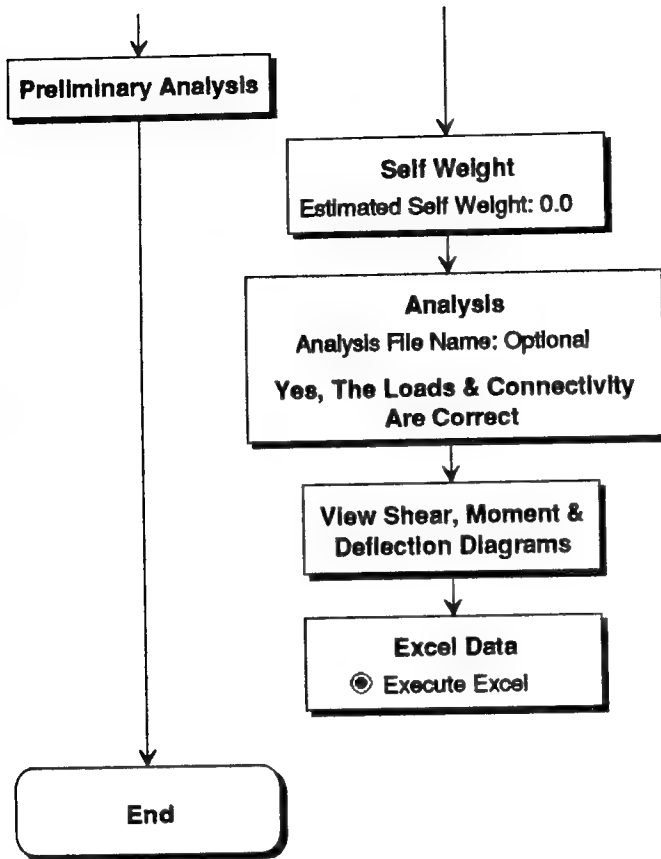 Preliminary Analysis
Self Weight
Estimated Self Weight: 0.0
Analysis
Analysis File Name: Optional
Yes, The Loads & Connectivity
Are Correct
View Shear, Moment &
Deflection Diagrams
Excel Data
Execute Excel
End